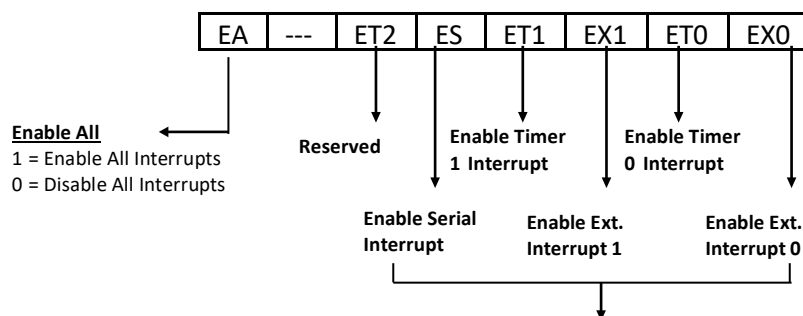 EA --- ET2 ES ET1 EX1 ET0 EX0
Enable All
1 = Enable All Interrupts
0 = Disable All Interrupts
Reserved
Enable Timer
1 Interrupt
Enable Timer
0 Interrupt
Enable Serial
Interrupt
Enable Ext.
Interrupt 1
Enable Ext.
Interrupt 0